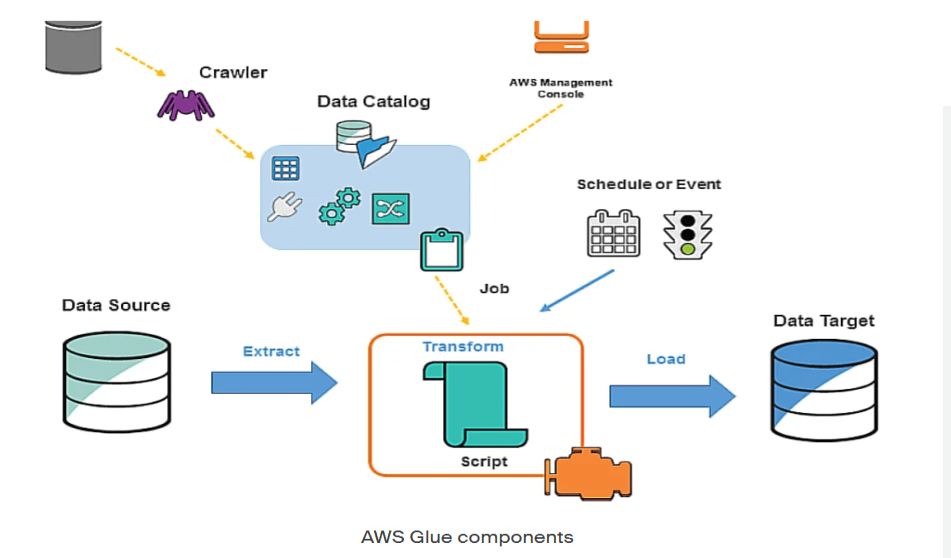 Crawler
AWS Management
Console
Data Catalog
Schedule or Event
Job
Data Source
Data Target
Extract
Transform
Load
Script
AWS Glue components